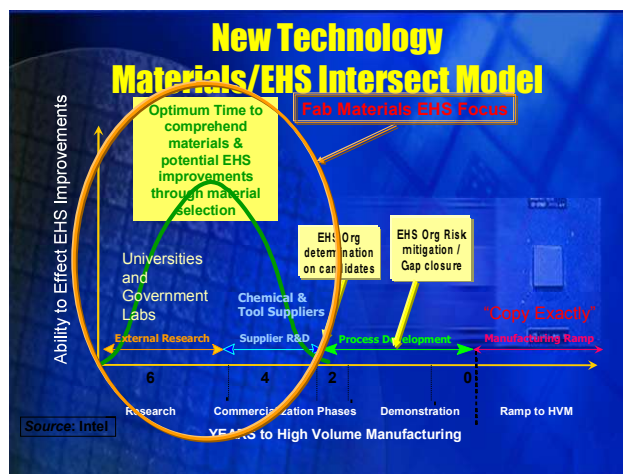 New Technology
Materials/EHS Intersect Model
Fab Materials EHS Focus
Optimum Time to
comprehend
materials &
potential EHS
improvements
through material
selection
Ability to Effect EHS Improvements
EHS Org
determination
on candidates
EHS Org Risk
mitigation /
Gap closure
Universities
and
Government
Labs
Chemical &
Tool Suppliers
"Copy Exactly"
External Research
Supplier R&D
Process Development
Manufacturing Ramp
6
4
2
0
Research
Commercialization Phases
Demonstration
Ramp to HVM
Source: Intel
YEARS to High Volume Manufacturing